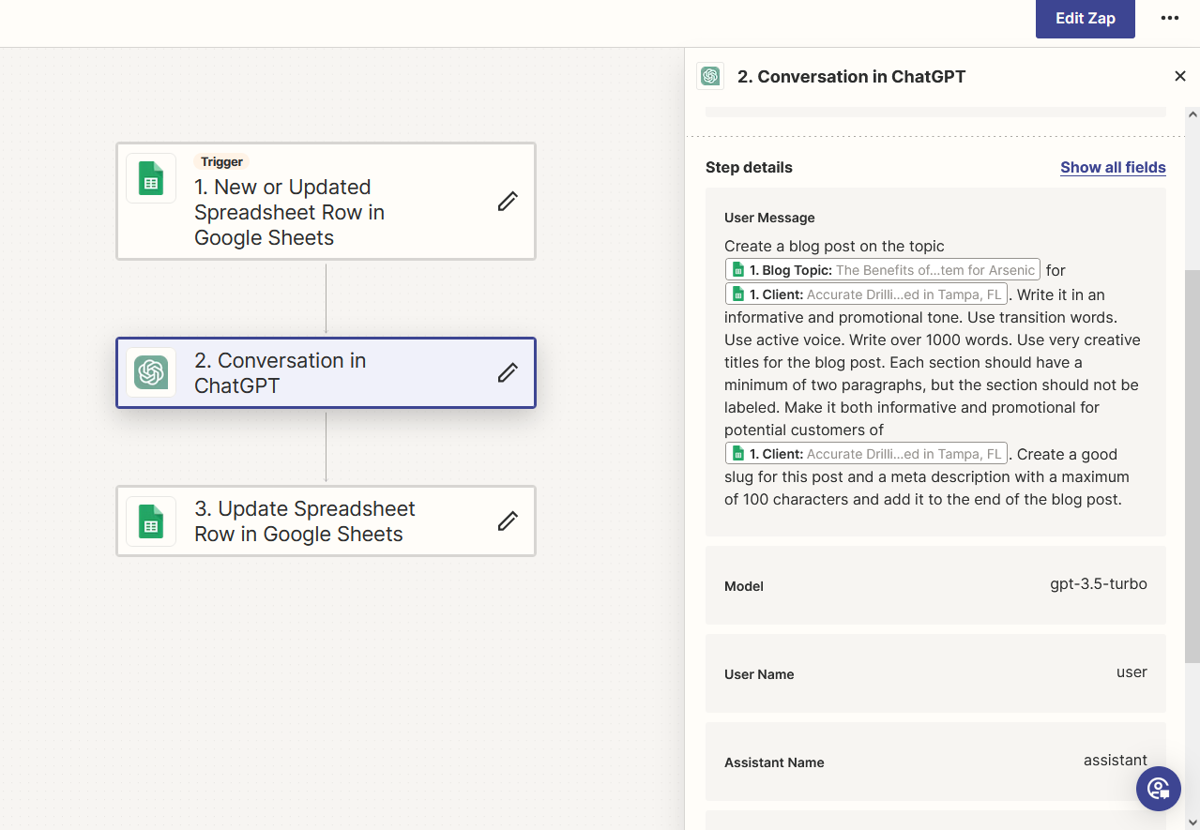 Edit Zap
2. Conversation in ChatGPT
Trigger
1. New or Updated
Spreadsheet Row in
Google Sheets
2. Conversation in
ChatGPT
3. Update Spreadsheet
Row in Google Sheets
Step details
Show all fields
User Message
Create a blog post on the topic
1. Blog Topic: The Benefits of...tem for Arsenic for
1. Client: Accurate Drilli...ed in Tampa, FL . Write it in an
informative and promotional tone. Use transition words.
Use active voice. Write over 1000 words. Use very creative
titles for the blog post. Each section should have a
minimum of two paragraphs, but the section should not be
labeled. Make it both informative and promotional for
potential customers of
1. Client: Accurate Drilli...ed in Tampa, FL . Create a good
slug for this post and a meta description with a maximum
of 100 characters and add it to the end of the blog post.
Model
gpt-3.5-turbo
User Name
user
Assistant Name
assistant